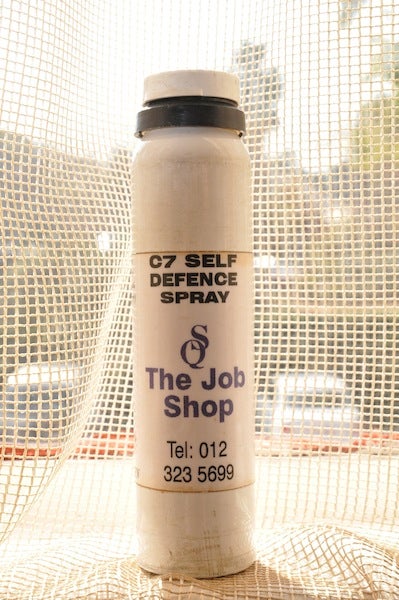 C7 SELF
DEFENCE
SPRAY
SQ
The Job
Shop
Tel: 012
323 5699